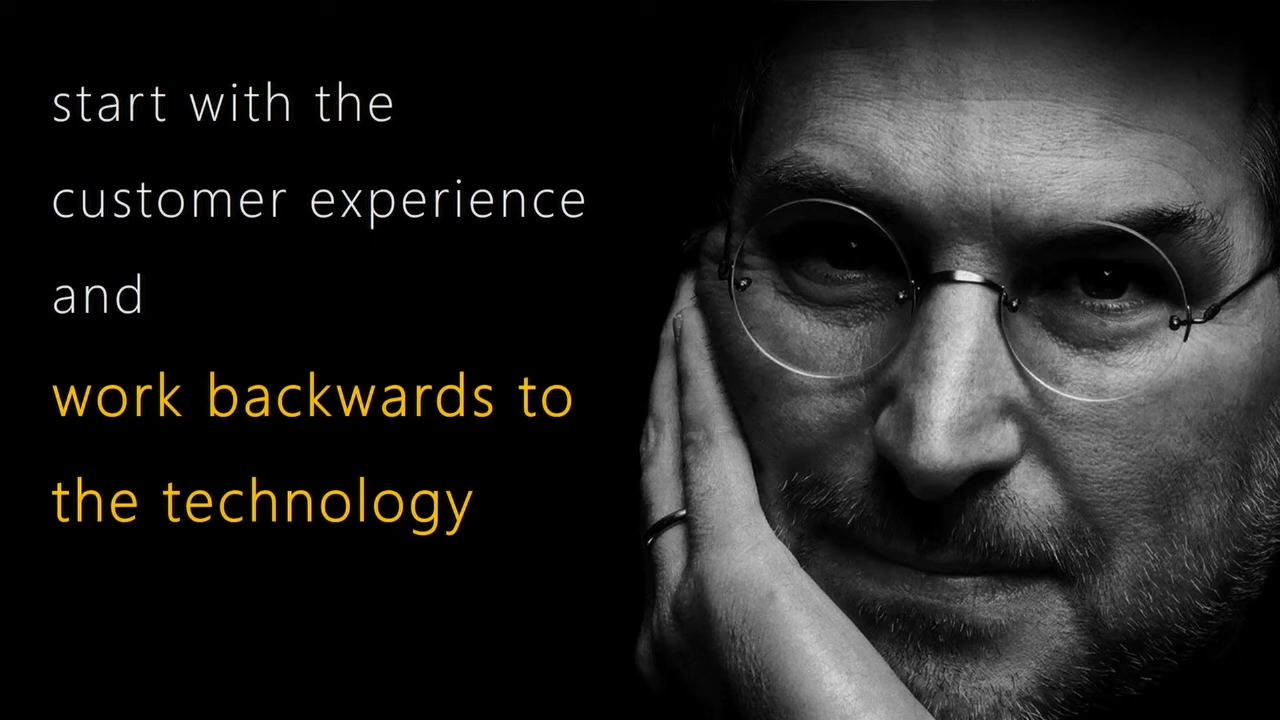 start with the
customer experience
and
work backwards to
the technology